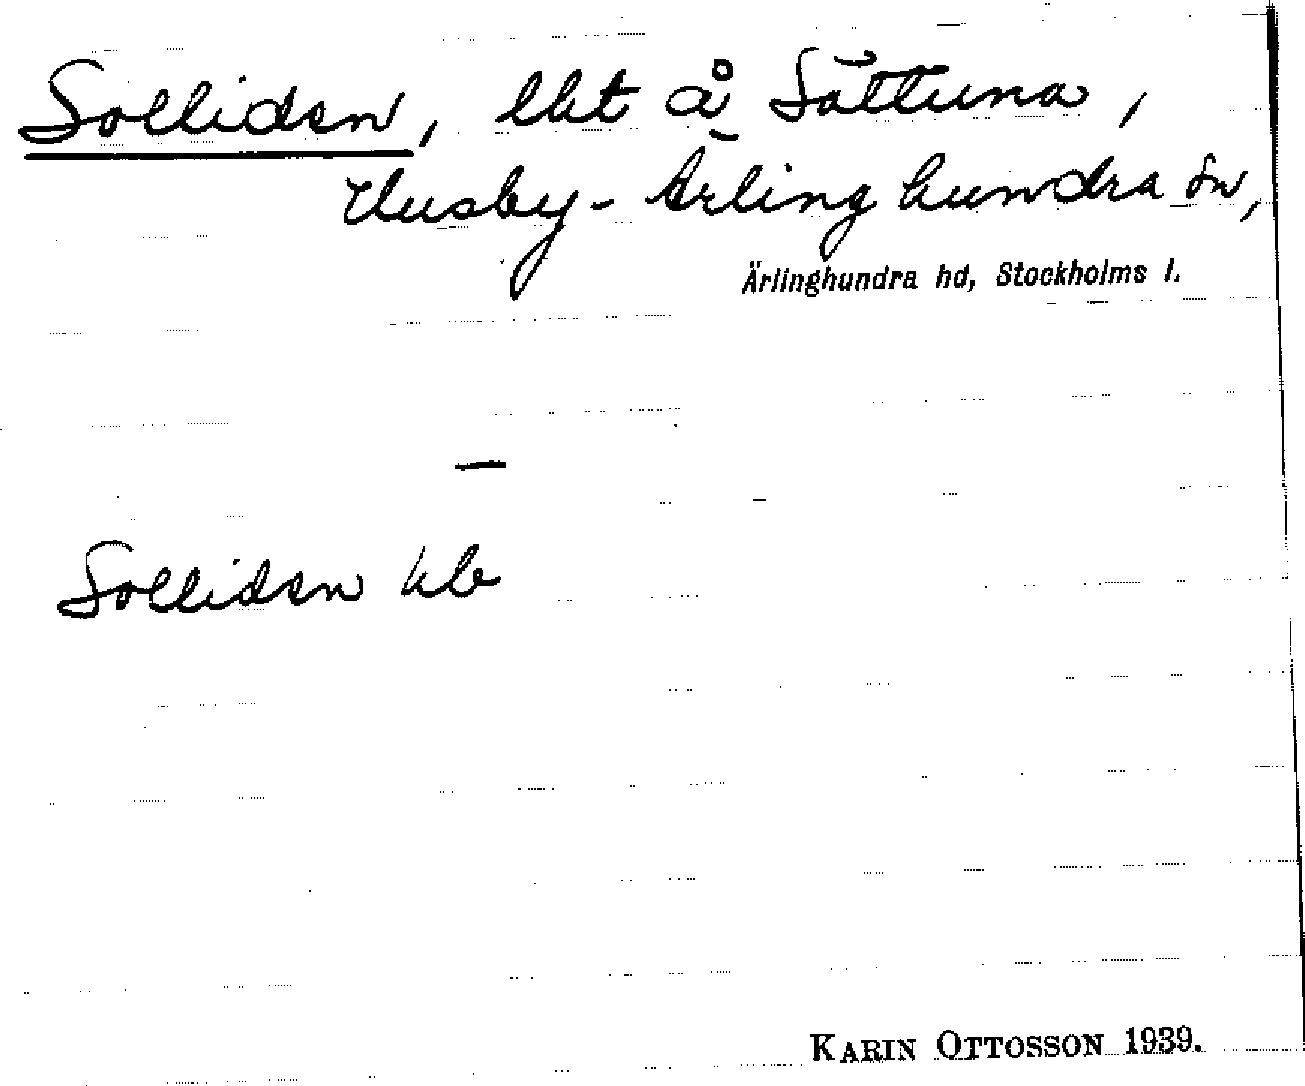 Solliden, lht å Sättuna,
Husby-Ärlinghundra sn,
Ärlinghundra hd, Stockholms l.
—
Solliden kb
KARIN OTTOSSON 1939.